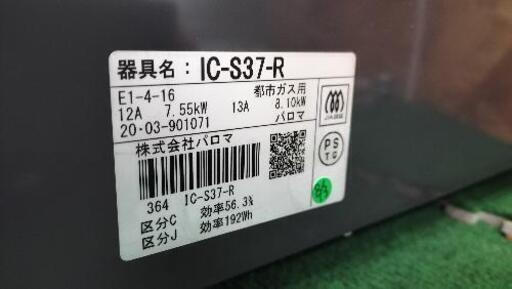 器具名: IC-S37-R
E1-4-16 都市ガス用
12A 7.55kW 13A 8.10kW
20·03-901071 パロマ
株式会社パロマ
364 IC-S37-R
区分C 効率56.3%
区分J 効率192Wh
PS
TG